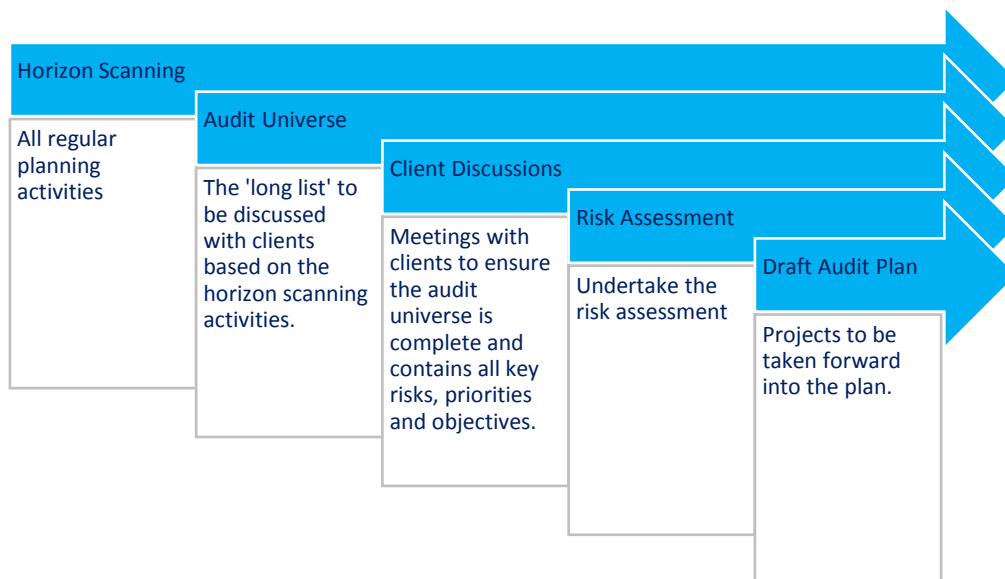 Horizon Scanning
All regular
planning
activities
Audit Universe
The 'long list' to
be discussed
with clients
based on the
horizon scanning
activities.
Client Discussions
Meetings with
clients to ensure
the audit
universe is
complete and
contains all key
risks, priorities
and objectives.
Risk Assessment
Undertake the
risk assessment
Draft Audit Plan
Projects to be
taken forward
into the plan.